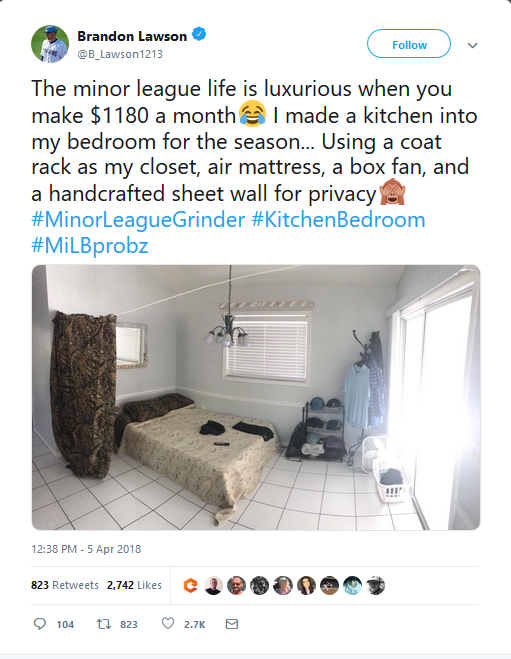 Brandon Lawson
@B_Lawson1213
Follow
The minor league life is luxurious when you
make $1180 a month😂 I made a kitchen into
my bedroom for the season... Using a coat
rack as my closet, air mattress, a box fan, and
a handcrafted sheet wall for privacy🙈
#MinorLeagueGrinder #KitchenBedroom
#MiLBprobz
12:38 PM - 5 Apr 2018
823 Retweets 2,742 Likes
104 823 2.7K